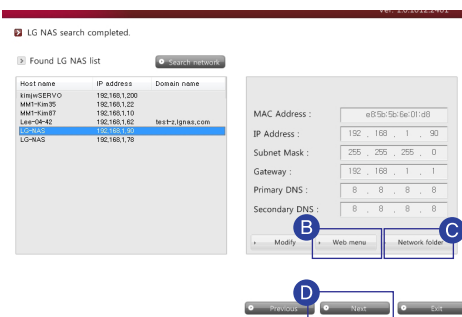 Ver. 1.0.1012.2401
LG NAS search completed.
Found LG NAS list
Search network
Host name IP address Domain name
kimjwSERVO 192,168,1,200
MM1-Kim35 192,168,1,22
MM1-Kim87 192,168,1,10
Lee-04-42 192,168,1,62 test-z,lgnas,com
LG-NAS 192,168,1,90
LG-NAS 192,168,1,78
MAC Address : e8:5b:5b:6e:01:d8
IP Address : 192 . 168 . 1 . 90
Subnet Mask : 255 . 255 . 255 . 0
Gateway : 192 . 168 . 1 . 1
Primary DNS : 8 . 8 . 8 . 8
Secondary DNS : 8 . 8 . 8 . 8
B C
Modify Web menu Network folder
D
Previous Next Exit